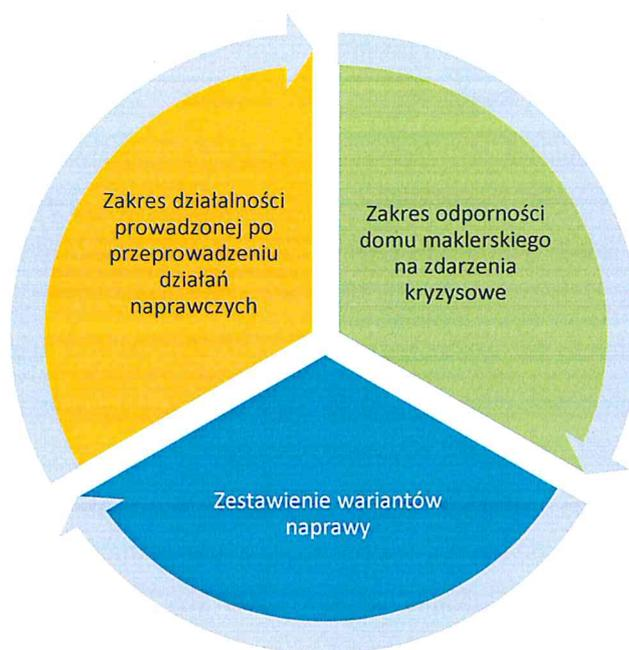 Zakres działalności
prowadzonej po
przeprowadzeniu
działań
naprawczych
Zakres odporności
domu maklerskiego
na zdarzenia
kryzysowe
Zestawienie wariantów
naprawy